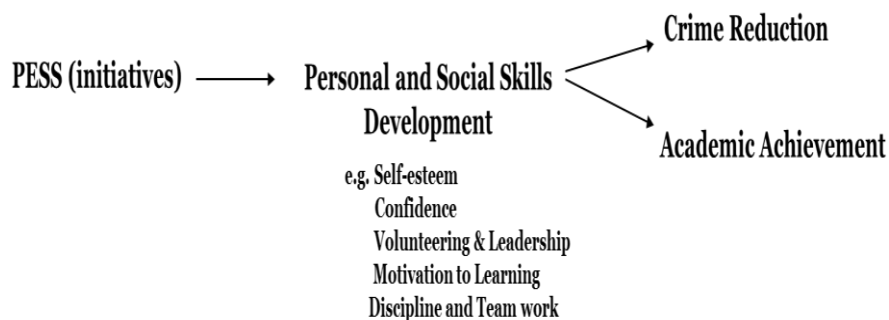 PESS (initiatives)
Personal and Social Skills
Development
e.g. Self-esteem
Confidence
Volunteering & Leadership
Motivation to Learning
Discipline and Team work
Crime Reduction
Academic Achievement